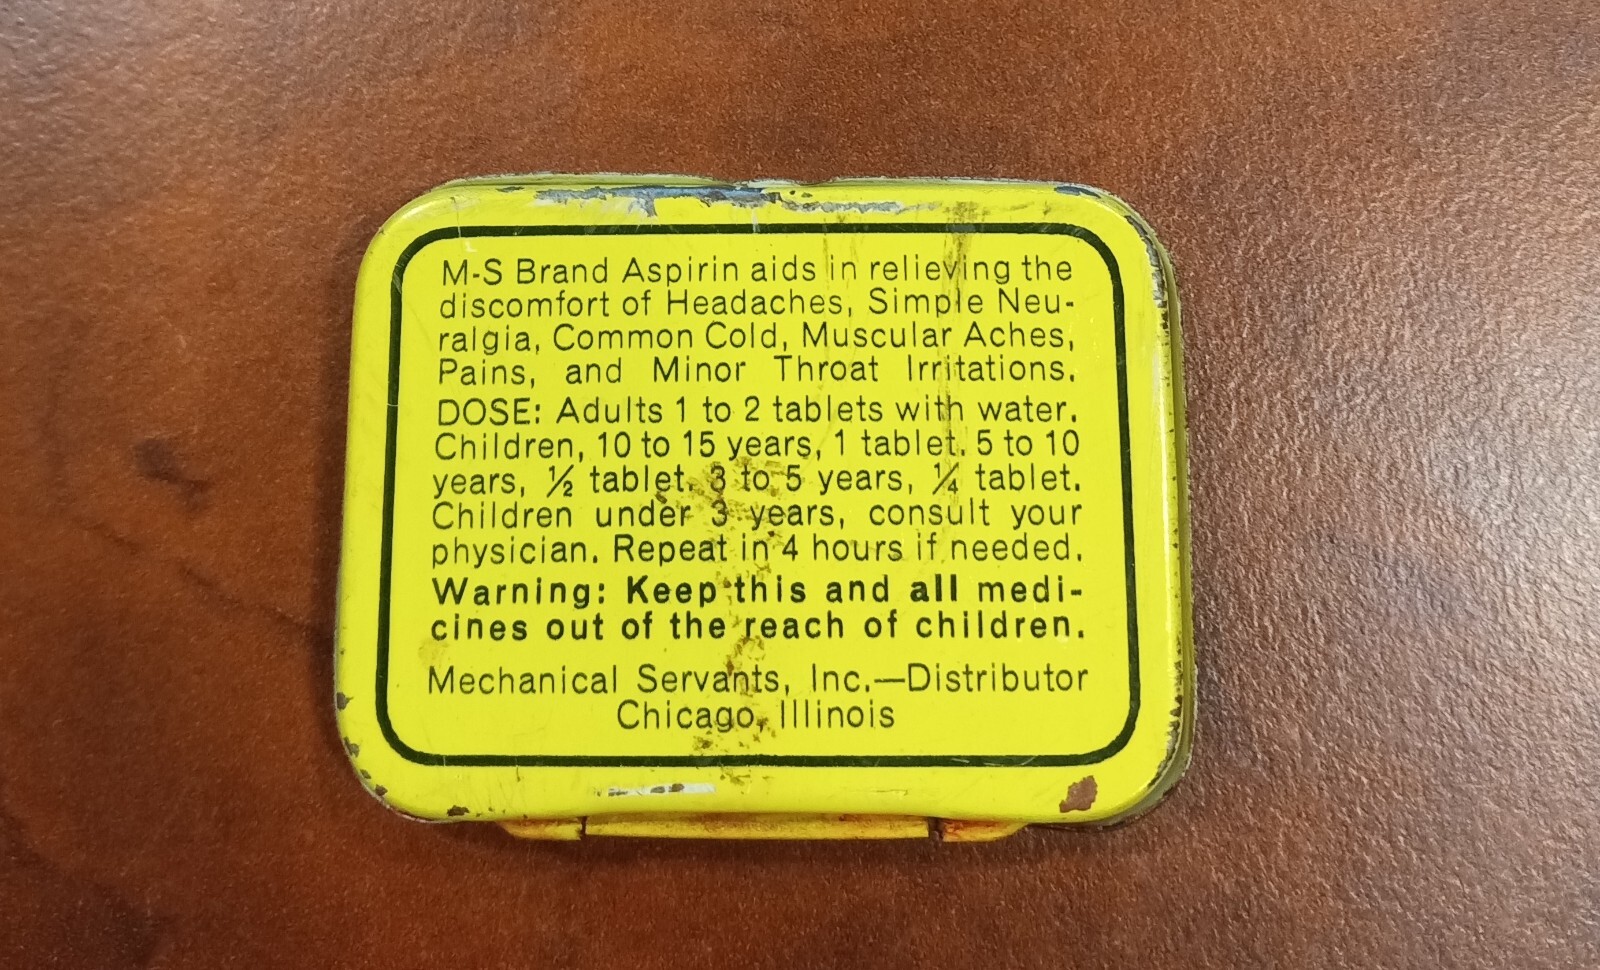 M-S Brand Aspirin aids in relieving the
discomfort of Headaches, Simple Neu-
ralgia, Common Cold, Muscular Aches,
Pains, and Minor Throat Irritations.
DOSE: Adults 1 to 2 tablets with water.
Children, 10 to 15 years, 1 tablet. 5 to 10
years, ½ tablet. 3 to 5 years, ¼ tablet.
Children under 3 years, consult your
physician. Repeat in 4 hours if needed.
Warning: Keep this and all medi-
cines out of the reach of children.
Mechanical Servants, Inc.—Distributor
Chicago, Illinois